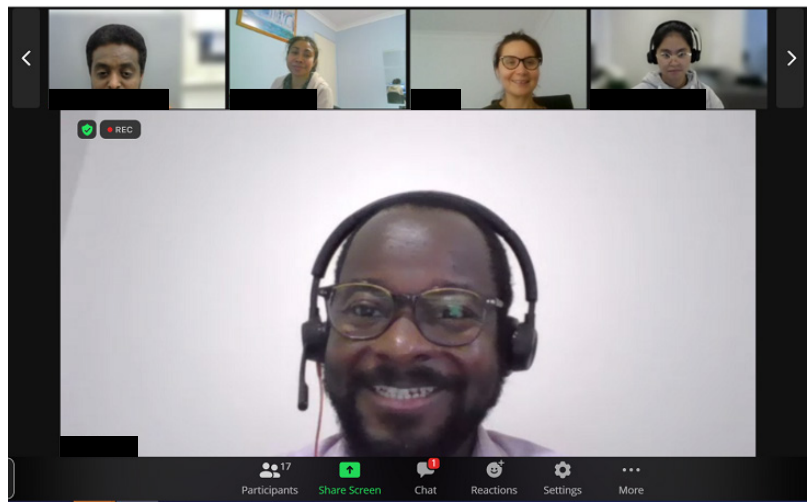 REC
17
1
Participants
Share Screen
Chat
Reactions
Settings
More